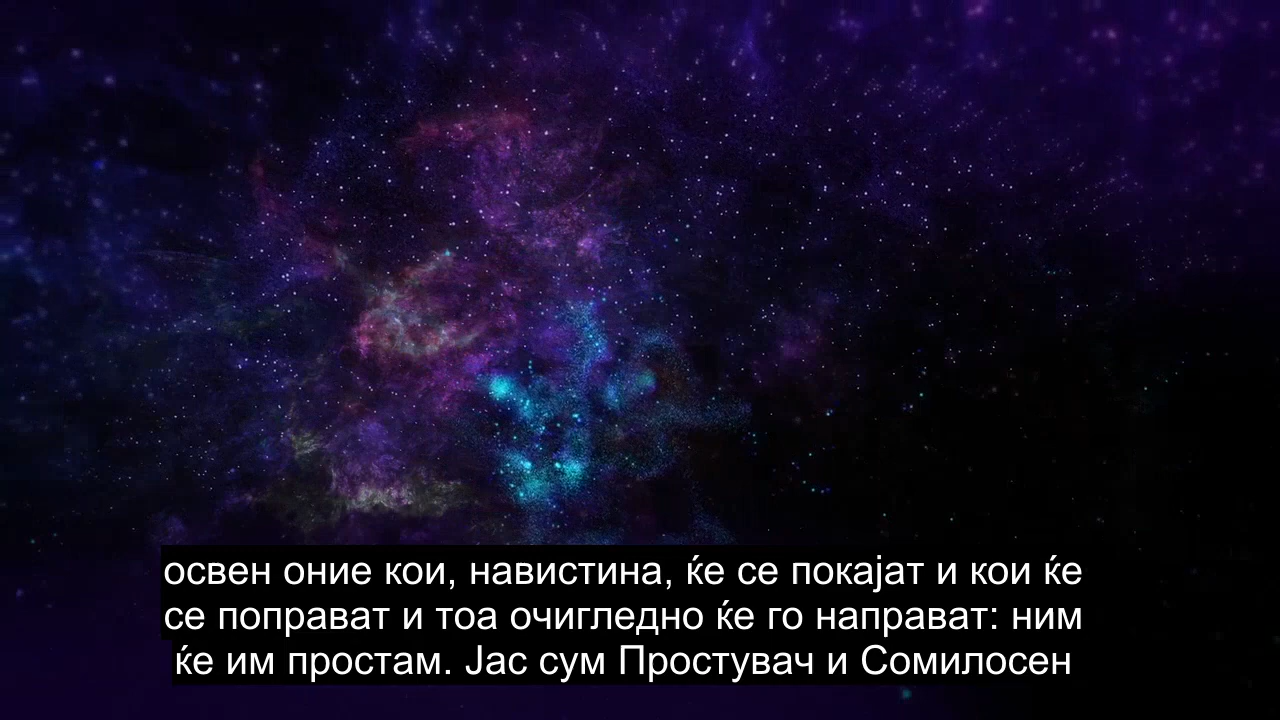 освен оние кои, навистина, ќе се покајат и кои ќе
се поправат и тоа очигледно ќе го направат: ним
ќе им простам. Јас сум Простувач и Сомилосен